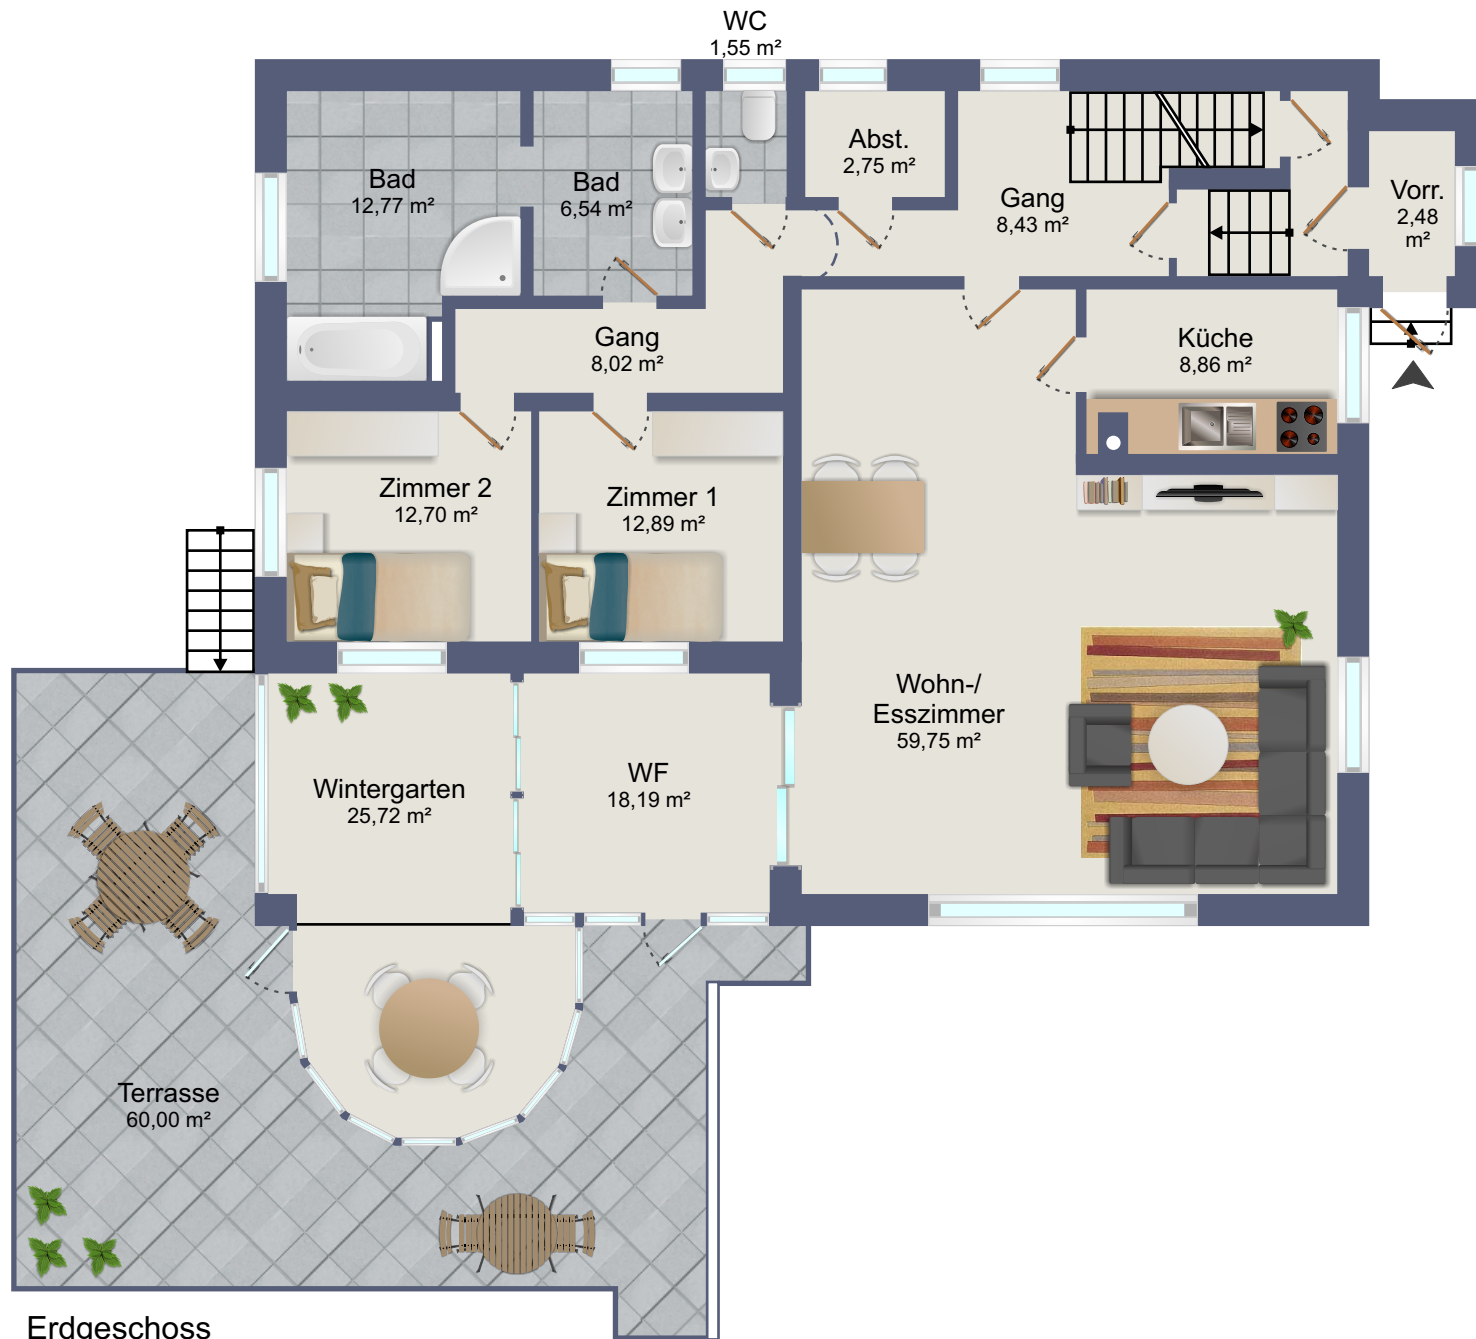 WC
1,55 m²
Bad
12,77 m²
Bad
6,54 m²
Abst.
2,75 m²
Gang
8,43 m²
Vorr.
2,48
m²
Gang
8,02 m²
Küche
8,86 m²
Zimmer 2
12,70 m²
Zimmer 1
12,89 m²
Wohn-/
Esszimmer
59,75 m²
Wintergarten
25,72 m²
WF
18,19 m²
Terrasse
60,00 m²
Erdgeschoss